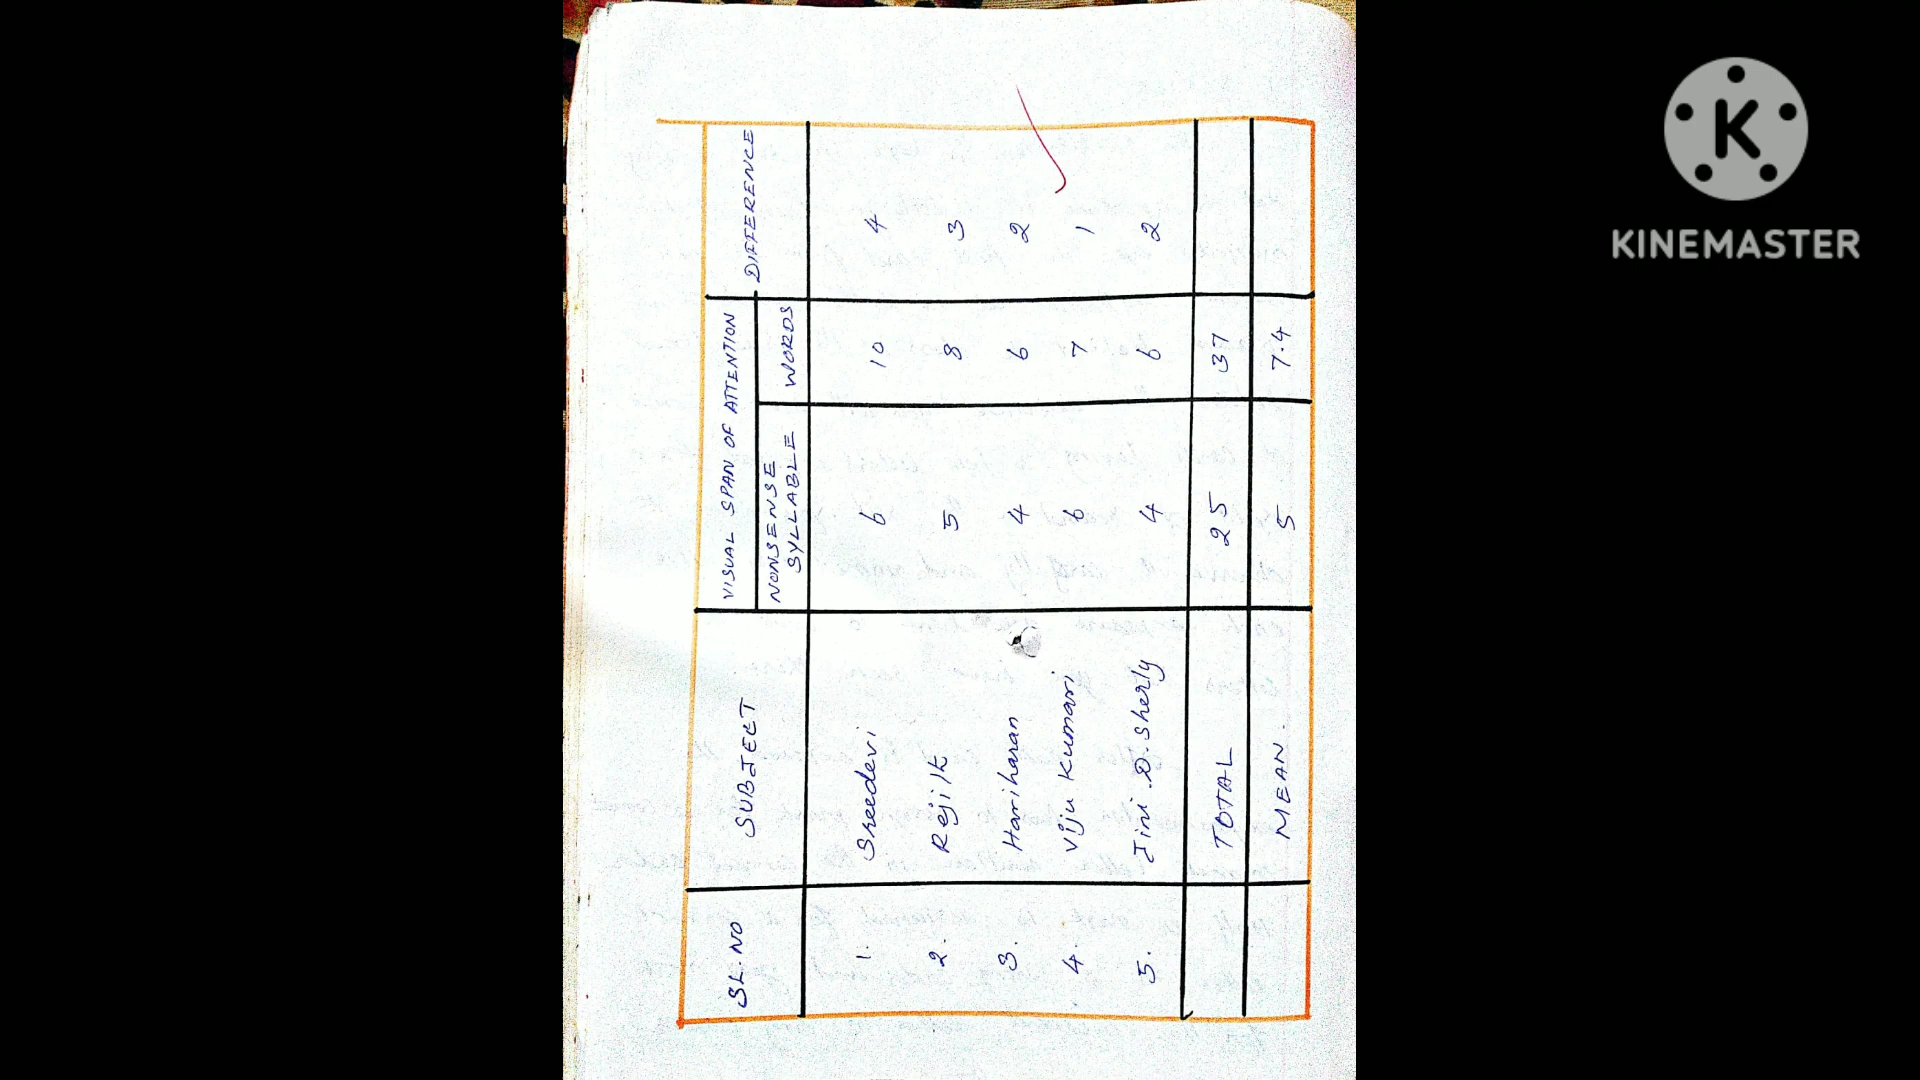 SL.NO SUBJECT VISUAL SPAN OF ATTENTION DIFFERENCE
NONSENSE SYLLABLE WORDS
1. Sreedevi 6 10 4
2. Rejilt 5 8 3
3. Hariharan 4 6 2
4. Viju Kumari 6 7 1
5. Jini .D. Sherly 4 6 2
TOTAL 25 37
MEAN. 5 7.4
K
KINEMASTER